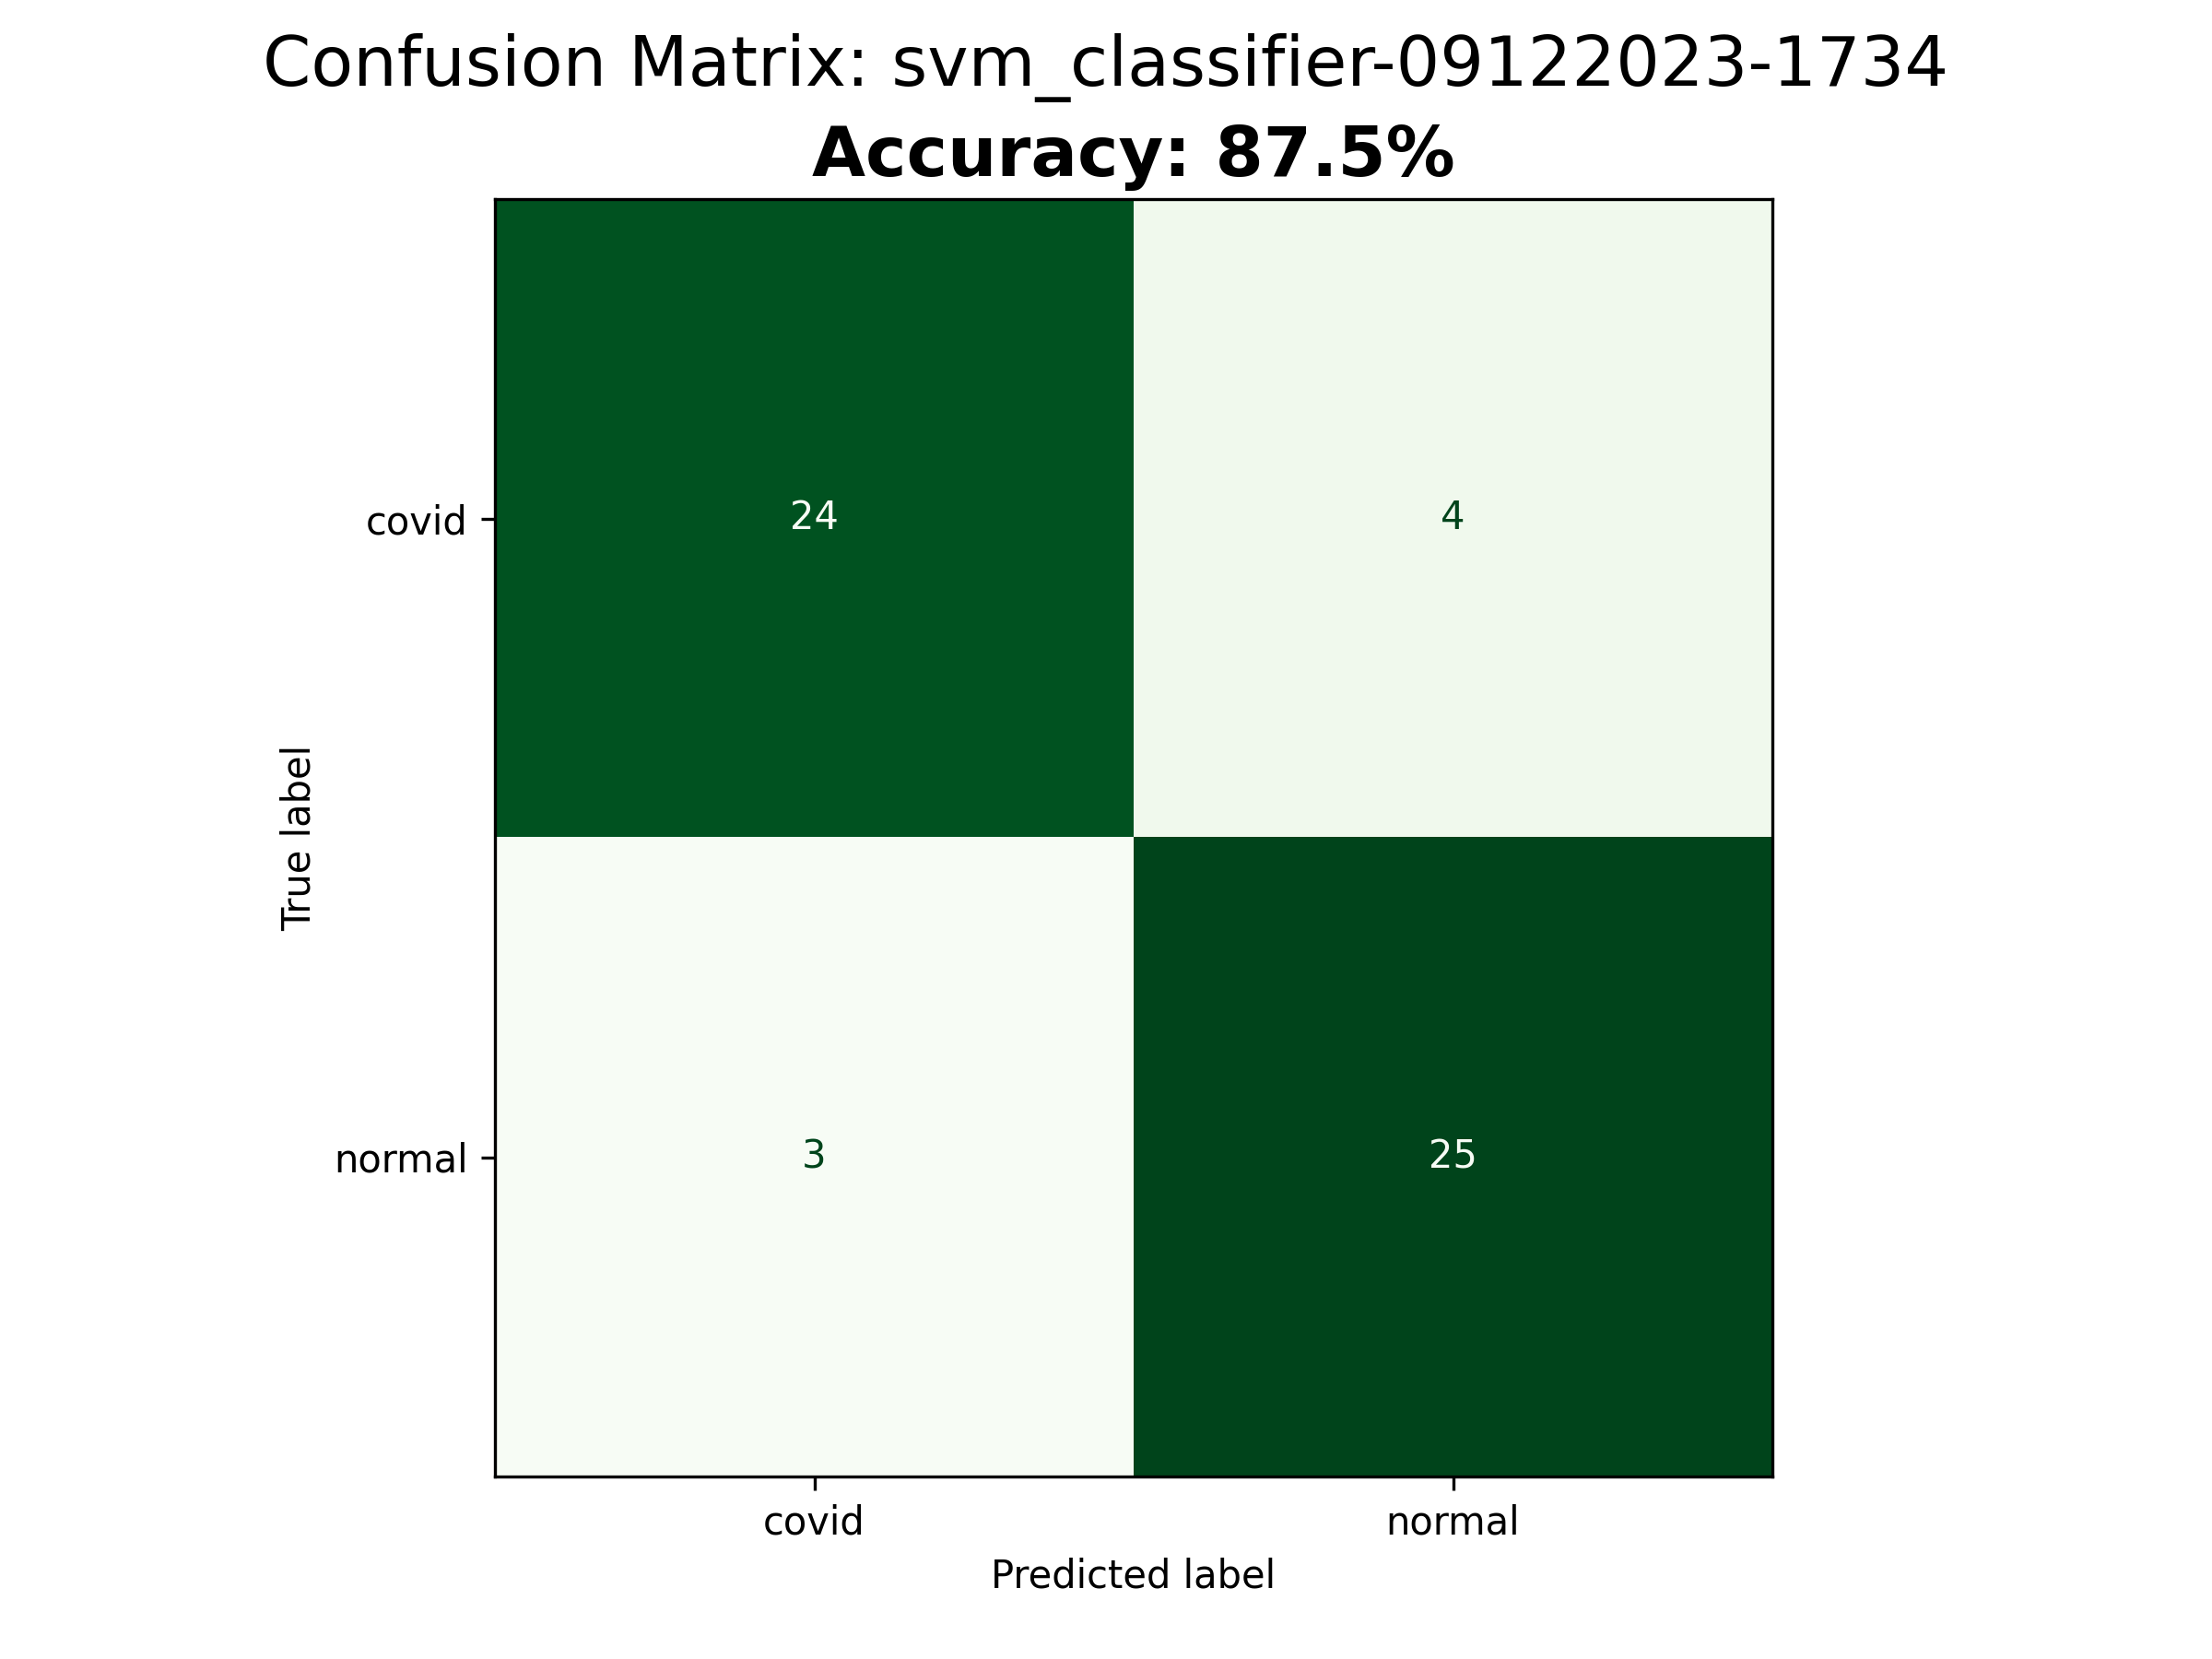 Confusion Matrix: svm_classifier-09122023-1734
Accuracy: 87.5%
covid
24
4
True label
normal
3
25
covid
normal
Predicted label